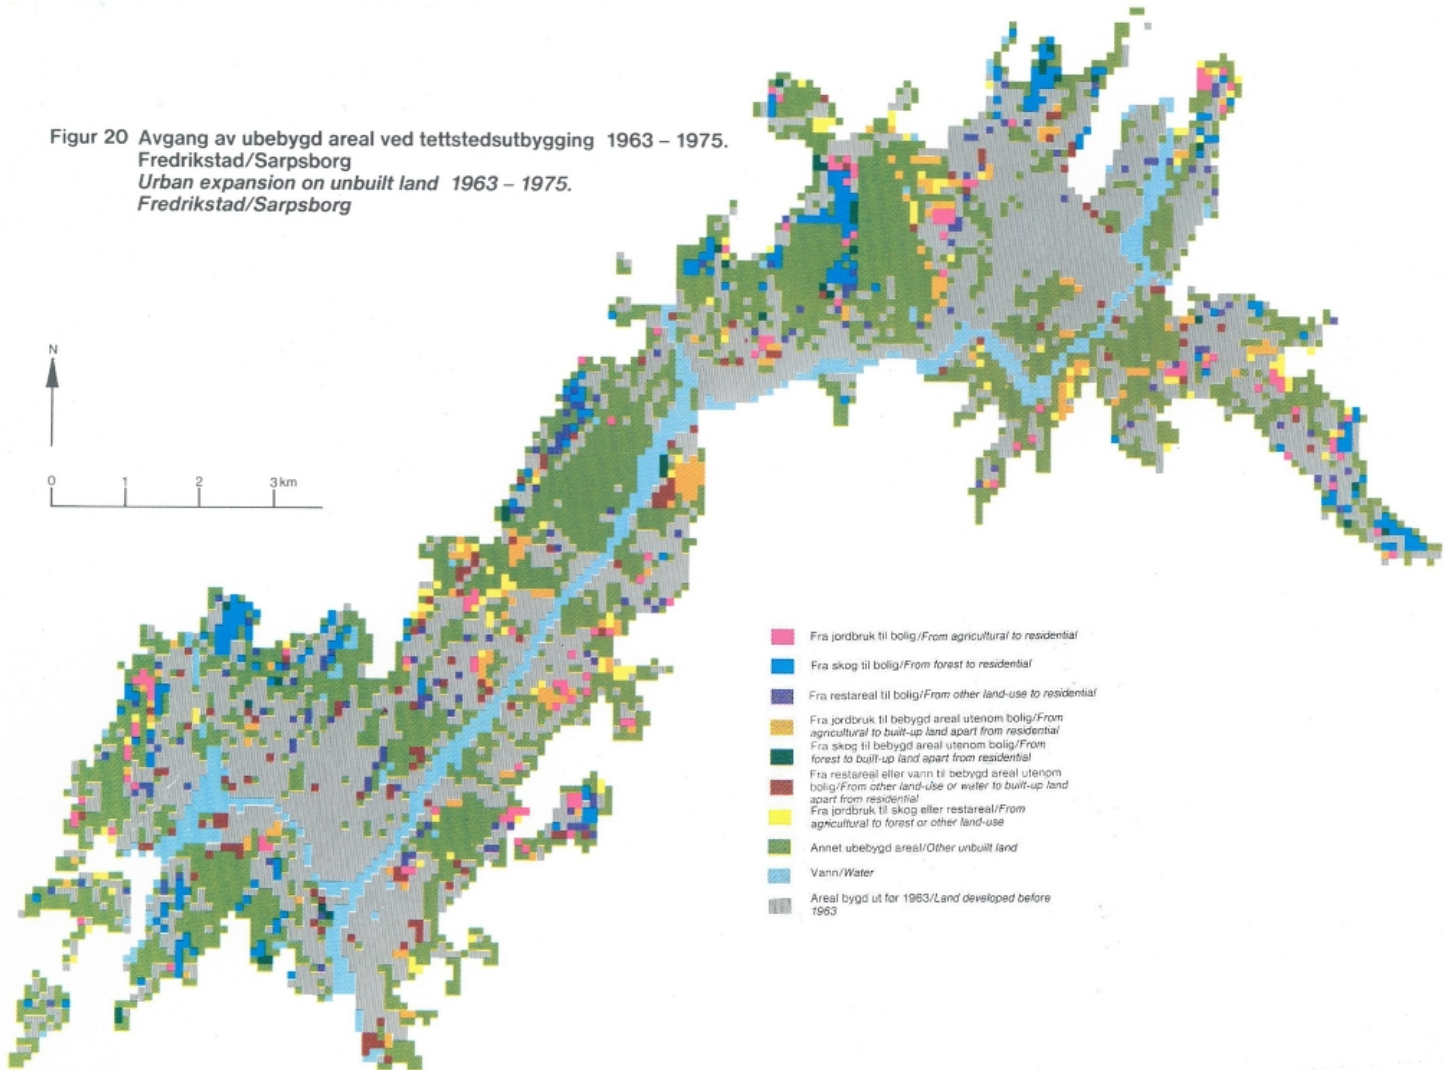 Figur 20 Avgang av ubebygd areal ved tettstedsutbygging 1963 – 1975.
Fredrikstad/Sarpsborg
Urban expansion on unbuilt land 1963 – 1975.
Fredrikstad/Sarpsborg
N
0 1 2 3 km
Fra jordbruk til bolig/From agricultural to residential
Fra skog til bolig/From forest to residential
Fra restareal til bolig/From other land-use to residential
Fra jordbruk til bebygd areal utenom bolig/From
agricultural to built-up land apart from residential
Fra skog til bebygd areal utenom bolig/From
forest to built-up land apart from residential
Fra restareal eller vann til bebygd areal utenom
bolig/From other land-use or water to built-up land
apart from residential
Fra jordbruk til skog eller restareal/From
agricultural to forest or other land-use
Annet ubebygd areal/Other unbuilt land
Vann/Water
Areal bygd ut før 1963/Land developed before
1963